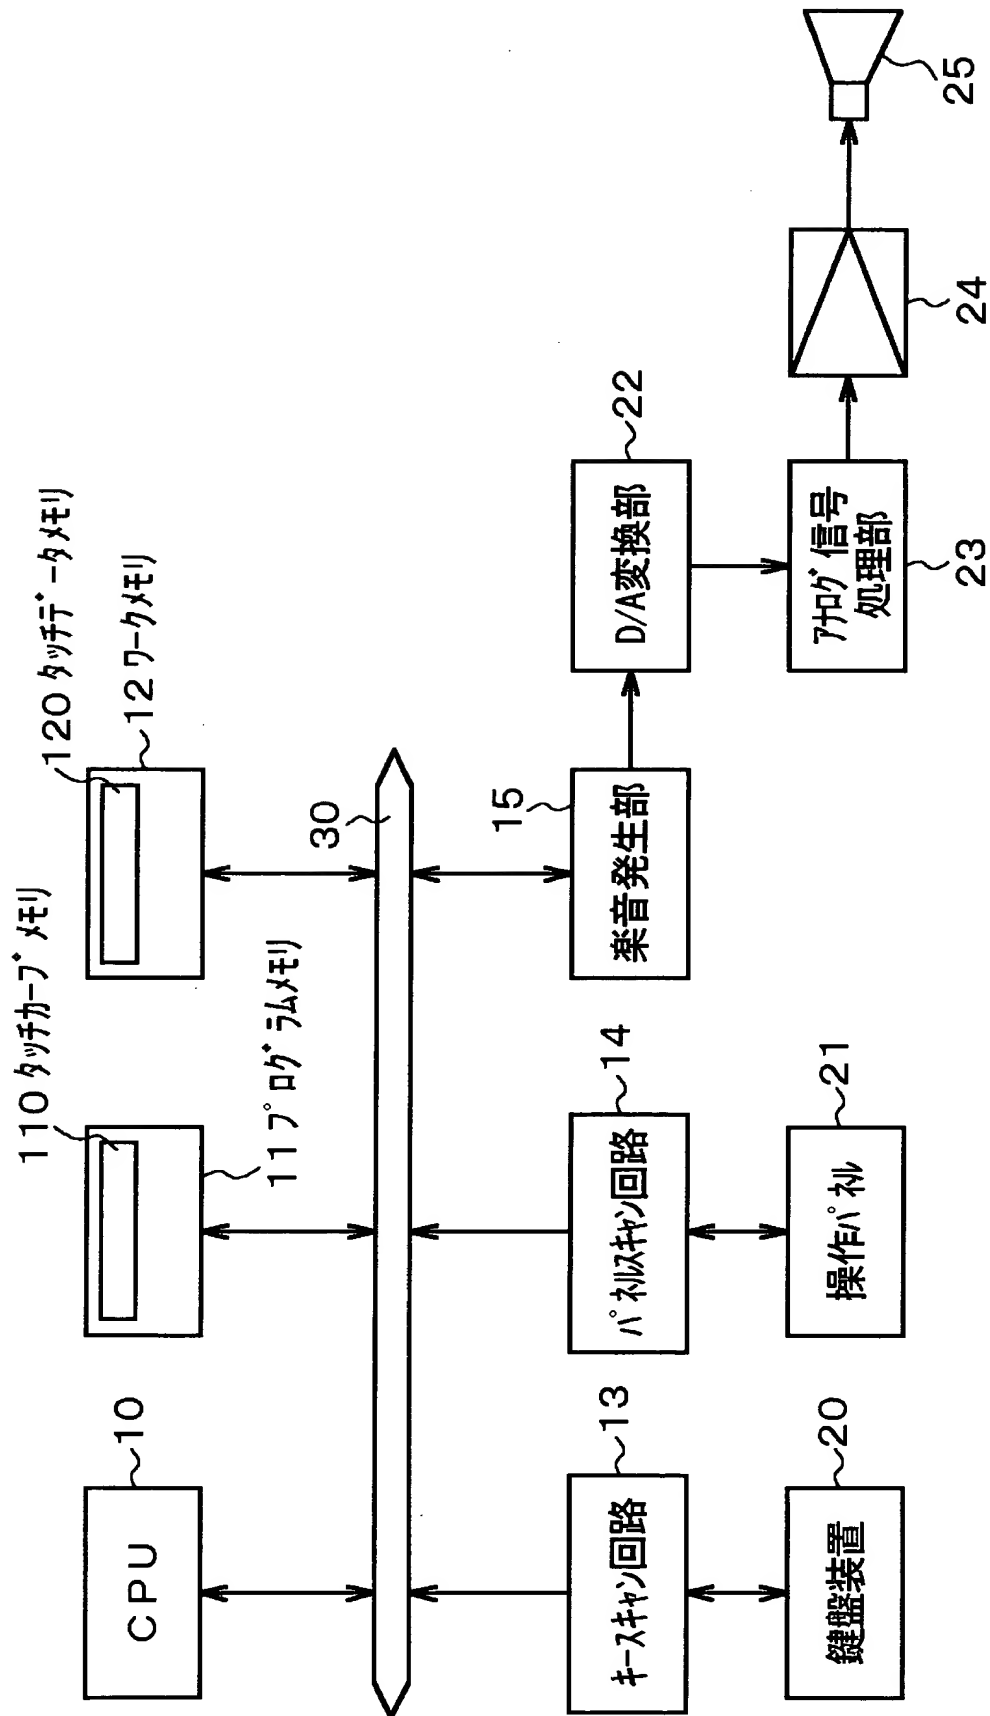 CPU
10
110 ﾀｯﾁｶｰﾌﾞﾒﾓﾘ
11 ﾌﾟﾛｸﾞﾗﾑﾒﾓﾘ
120 ﾀｯﾁﾃﾞｰﾀﾒﾓﾘ
12 ﾜｰｸﾒﾓﾘ
30
ｷｰｽｷｬﾝ回路
13
ﾊﾟﾈﾙｽｷｬﾝ回路
14
楽音発生部
15
D/A変換部
22
鍵盤装置
20
操作ﾊﾟﾈﾙ
21
ｱﾅﾛｸﾞ信号
処理部
23
24
25